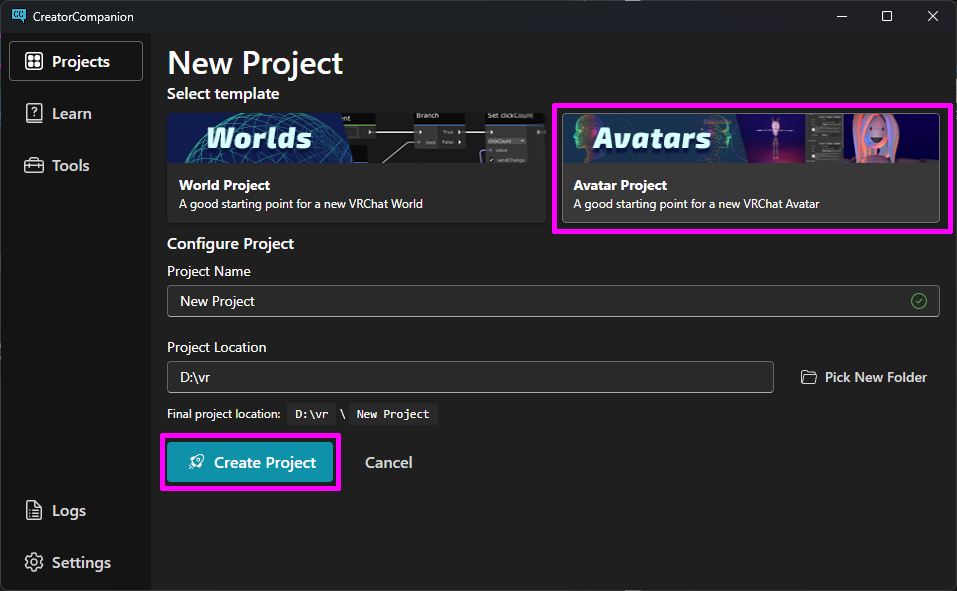 CreatorCompanion
Projects
Learn
Tools
Logs
Settings
New Project
Select template
Worlds
Branch
True
bool
False
Set clickCount
clickCount
value
sendChange
World Project
A good starting point for a new VRChat World
Avatars
Avatar Project
A good starting point for a new VRChat Avatar
Configure Project
Project Name
New Project
Project Location
D:\vr
Pick New Folder
Final project location: D:\vr \ New Project
Create Project
Cancel